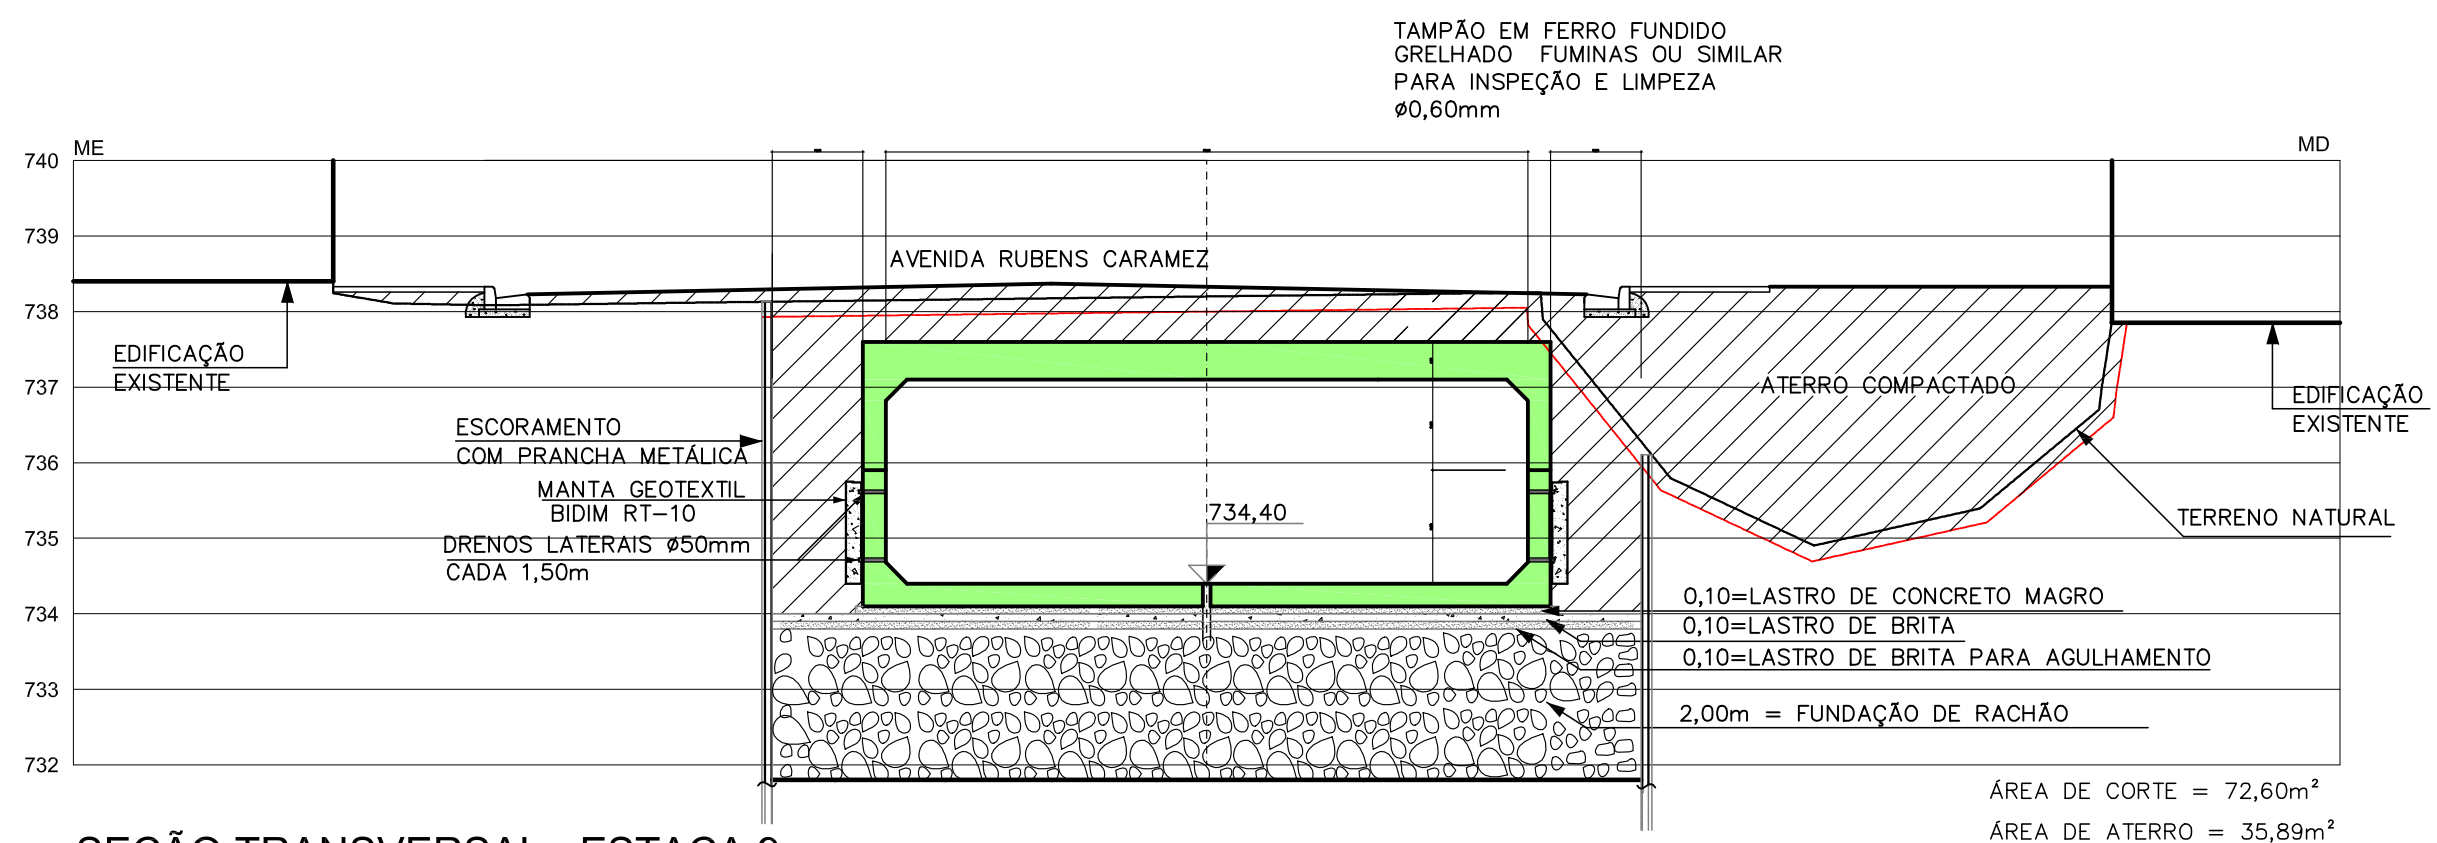 TAMPÃO EM FERRO FUNDIDO
GRELHADO FUMINAS OU SIMILAR
PARA INSPEÇÃO E LIMPEZA
ø0,60mm
740
ME
MD
739
AVENIDA RUBENS CARAMEZ
738
EDIFICAÇÃO
EXISTENTE
737
ATERRO COMPACTADO
EDIFICAÇÃO
EXISTENTE
ESCORAMENTO
COM PRANCHA METÁLICA
736
MANTA GEOTEXTIL
BIDIM RT-10
734,40
TERRENO NATURAL
735
DRENOS LATERAIS ø50mm
CADA 1,50m
734
0,10=LASTRO DE CONCRETO MAGRO
0,10=LASTRO DE BRITA
0,10=LASTRO DE BRITA PARA AGULHAMENTO
733
2,00m = FUNDAÇÃO DE RACHÃO
732
ÁREA DE CORTE = 72,60m²
ÁREA DE ATERRO = 35,89m²
SEÇÃO TRANSVERSAL ESTACA